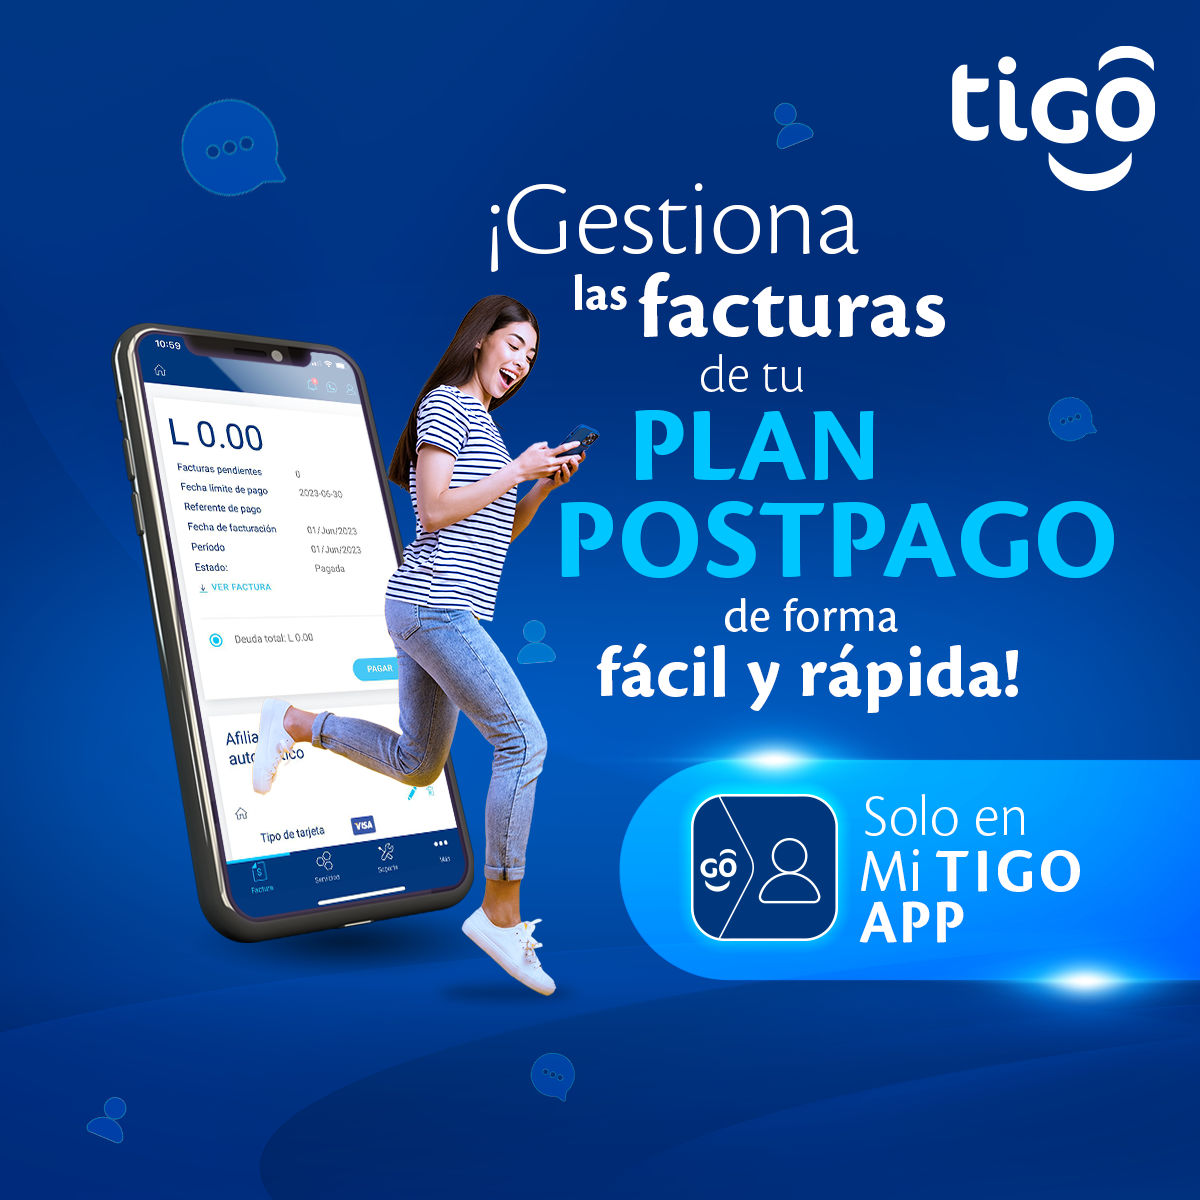 tigo
¡Gestiona
las facturas
de tu
PLAN
POSTPAGO
de forma
fácil y rápida!
10:59
L 0.00
Facturas pendientes 0
Fecha límite de pago 2023-06-30
Referente de pago
Fecha de facturación 01/Jun/2023
Período 01/Jun/2023
Estado: Pagada
VER FACTURA
Deuda total: L 0.00
PAGAR
Tipo de tarjeta VISA
Factura Servicios Soporte Más
GO
Solo en
Mi TIGO
APP